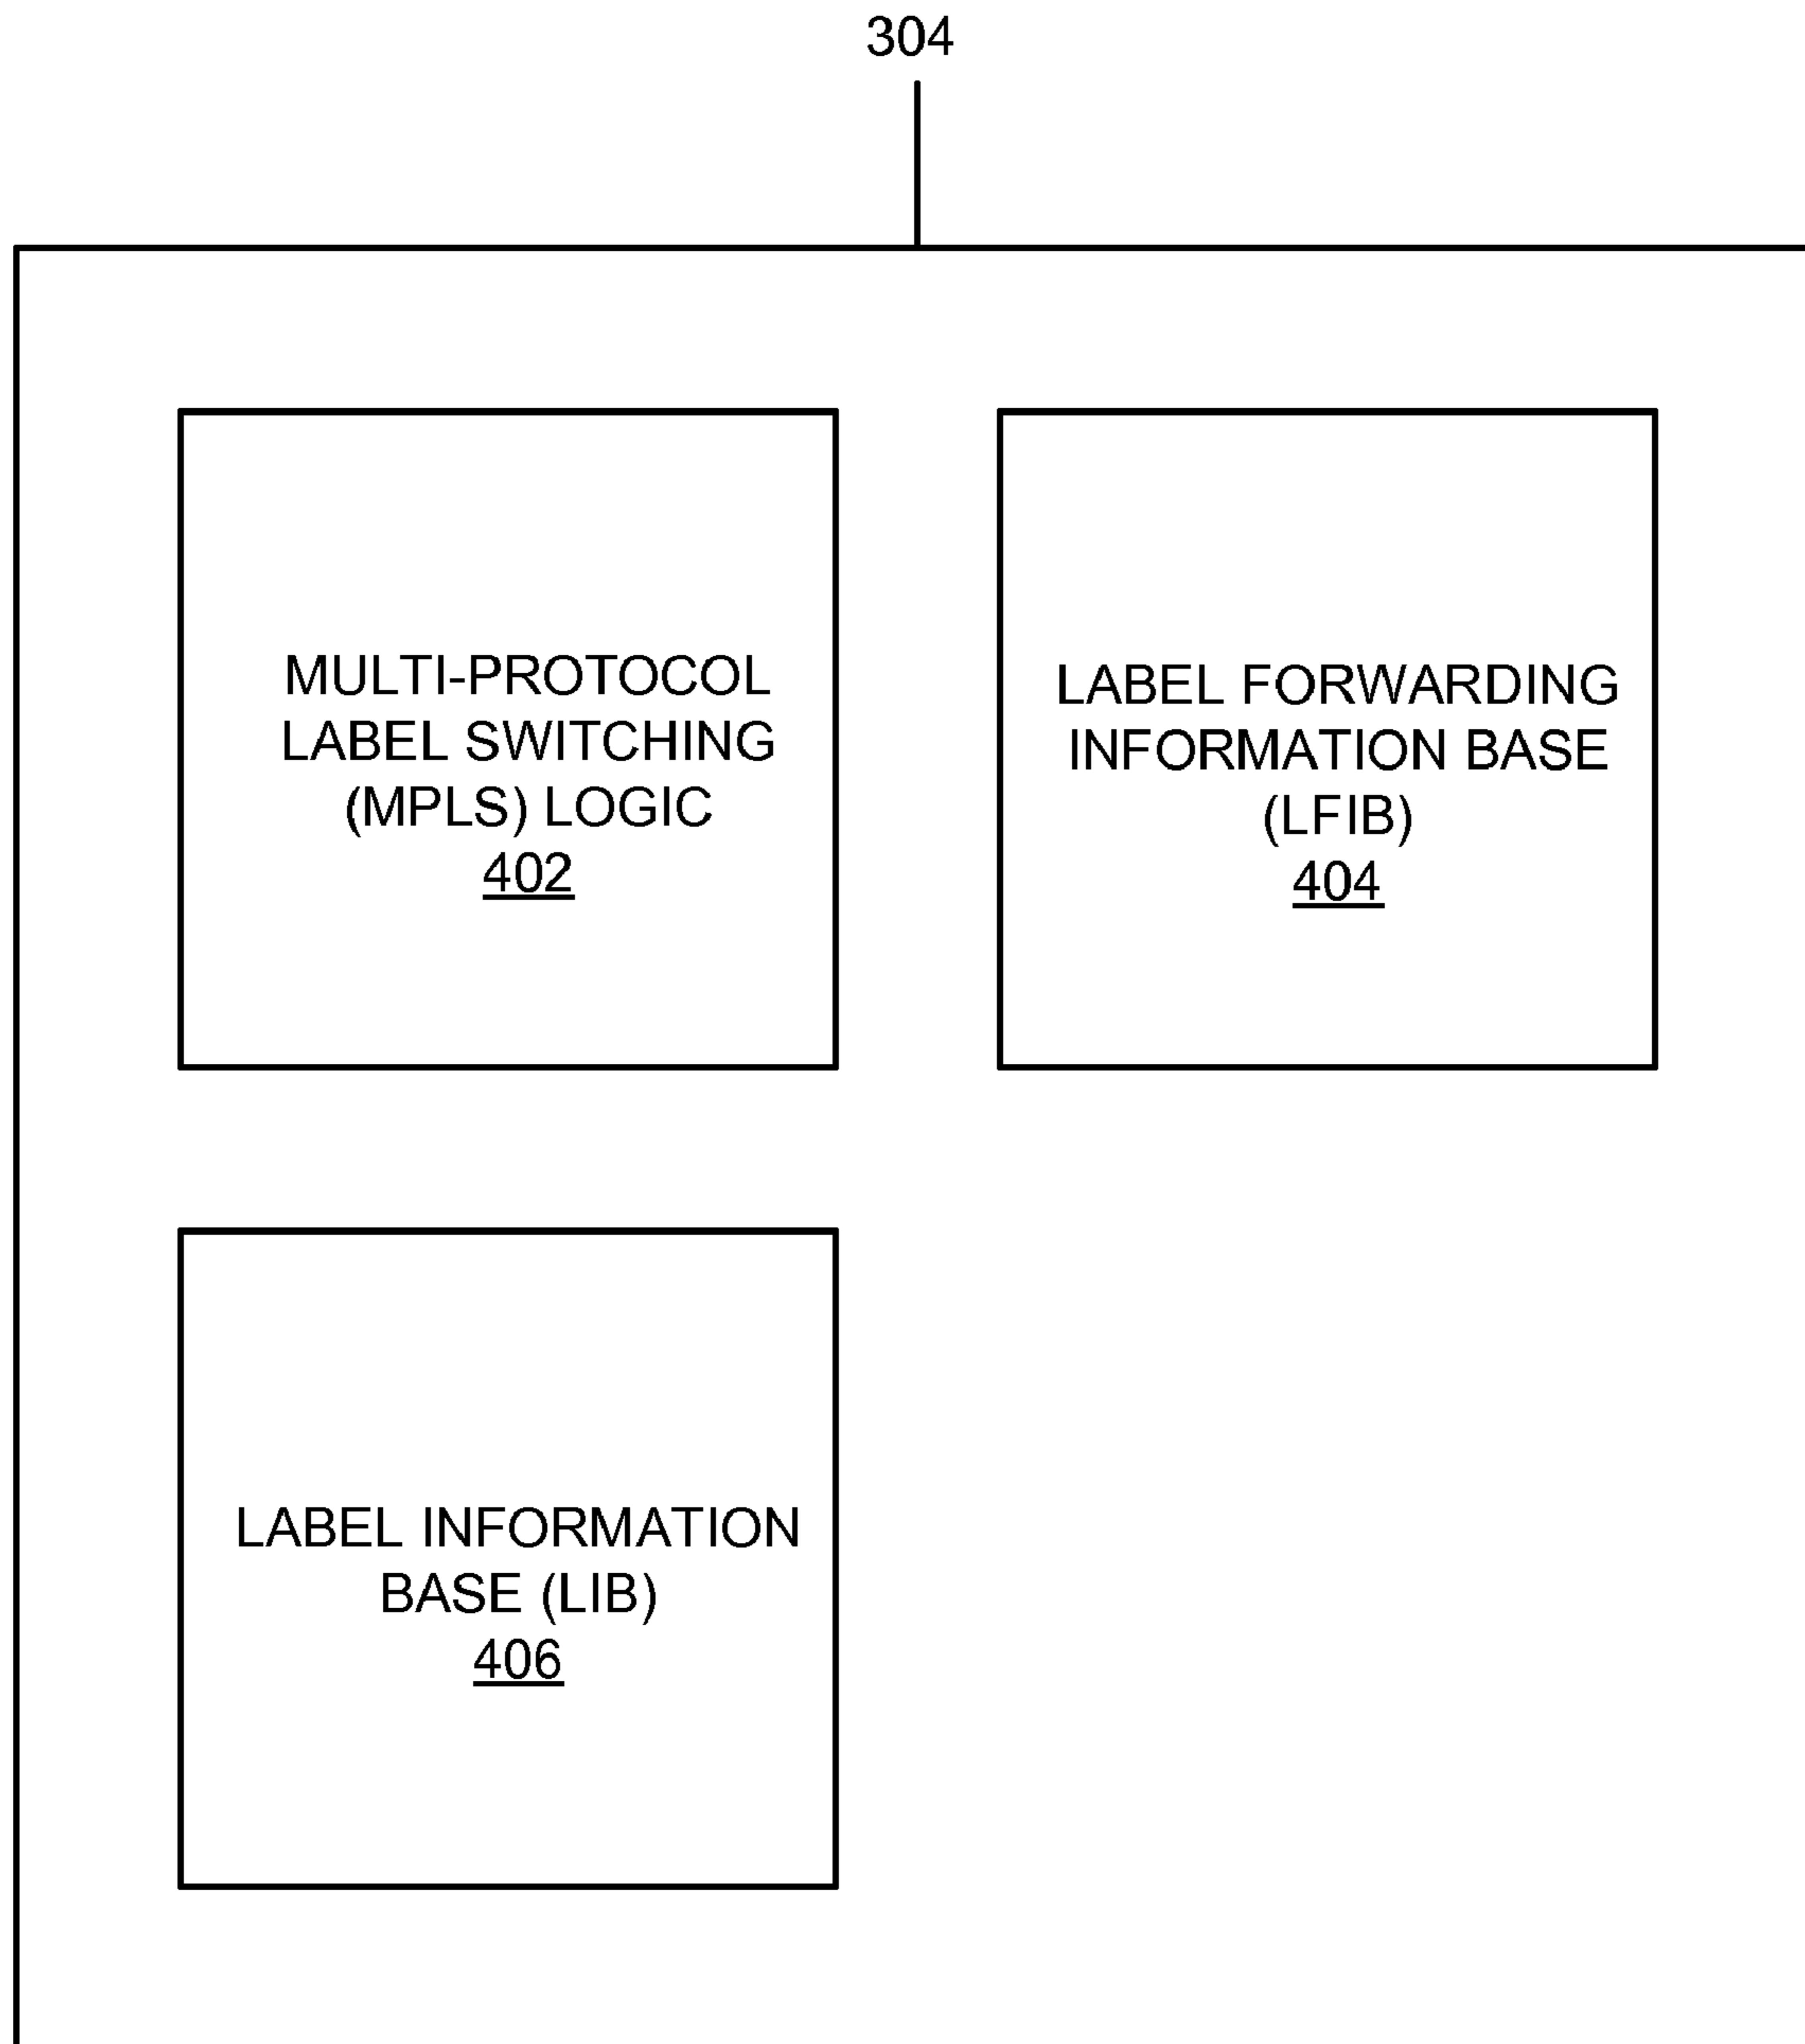 304
MULTI-PROTOCOL
LABEL SWITCHING
(MPLS) LOGIC
402
LABEL FORWARDING
INFORMATION BASE
(LFIB)
404
LABEL INFORMATION
BASE (LIB)
406